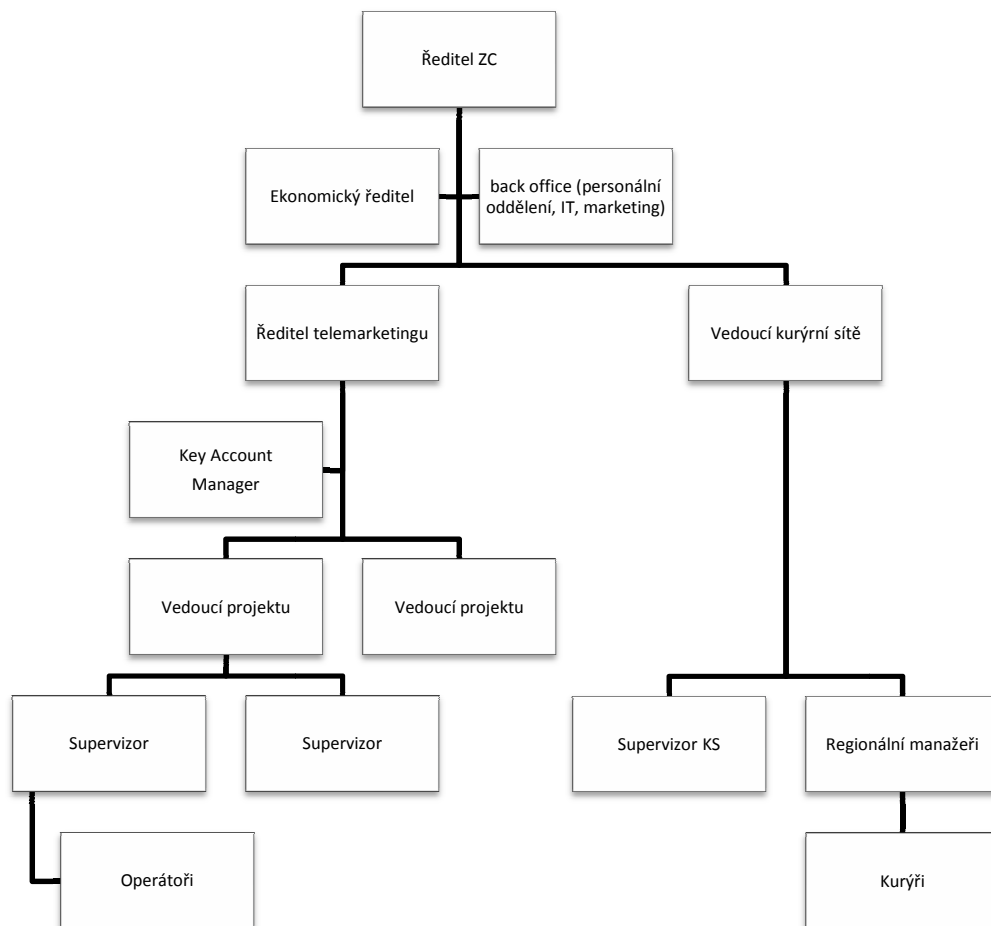 Ředitel ZC
Ekonomický ředitel
back office (personální
oddělení, IT, marketing)
Ředitel telemarketingu
Vedoucí kurýrní sítě
Key Account
Manager
Vedoucí projektu
Vedoucí projektu
Supervizor
Supervizor
Supervizor KS
Regionální manažeři
Operátoři
Kurýři